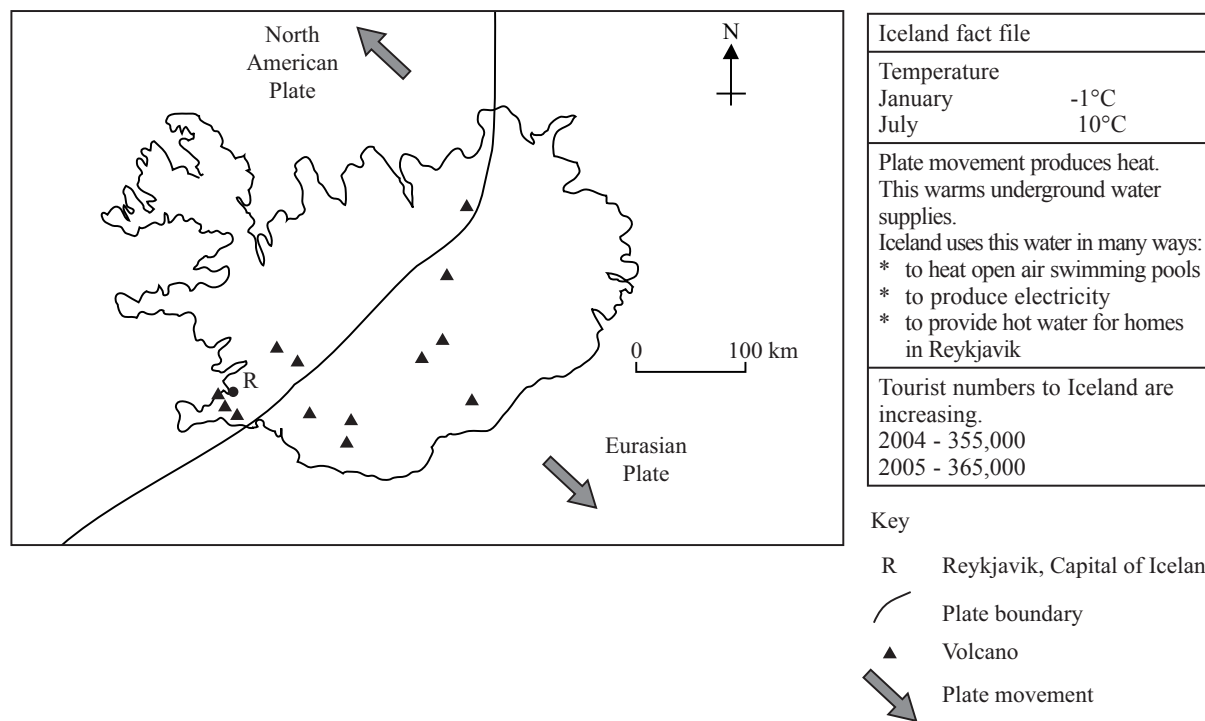 North
American
Plate
N
R
0 100 km
Eurasian
Plate
Iceland fact file
Temperature
January -1°C
July 10°C
Plate movement produces heat.
This warms underground water
supplies.
Iceland uses this water in many ways:
* to heat open air swimming pools
* to produce electricity
* to provide hot water for homes
in Reykjavik
Tourist numbers to Iceland are
increasing.
2004 - 355,000
2005 - 365,000
Key
R Reykjavik, Capital of Icelan
Plate boundary
Volcano
Plate movement